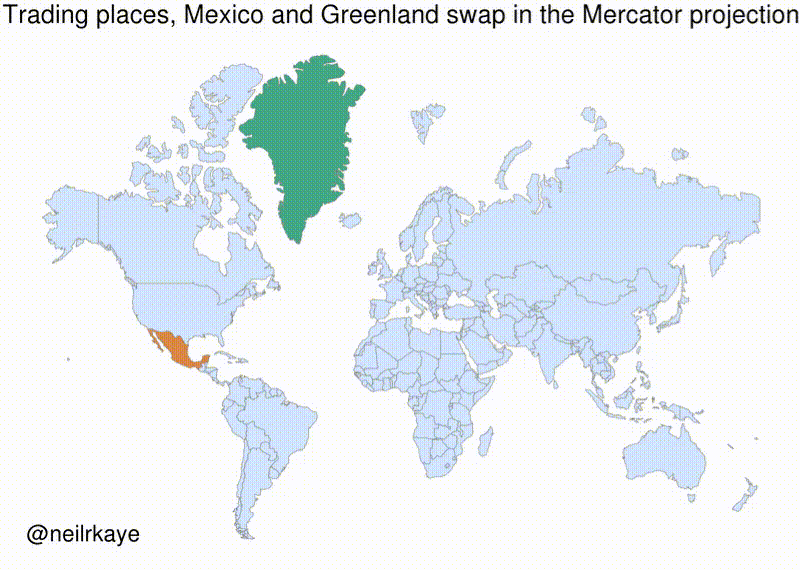 Trading places, Mexico and Greenland swap in the Mercator projection
@neilrkaye